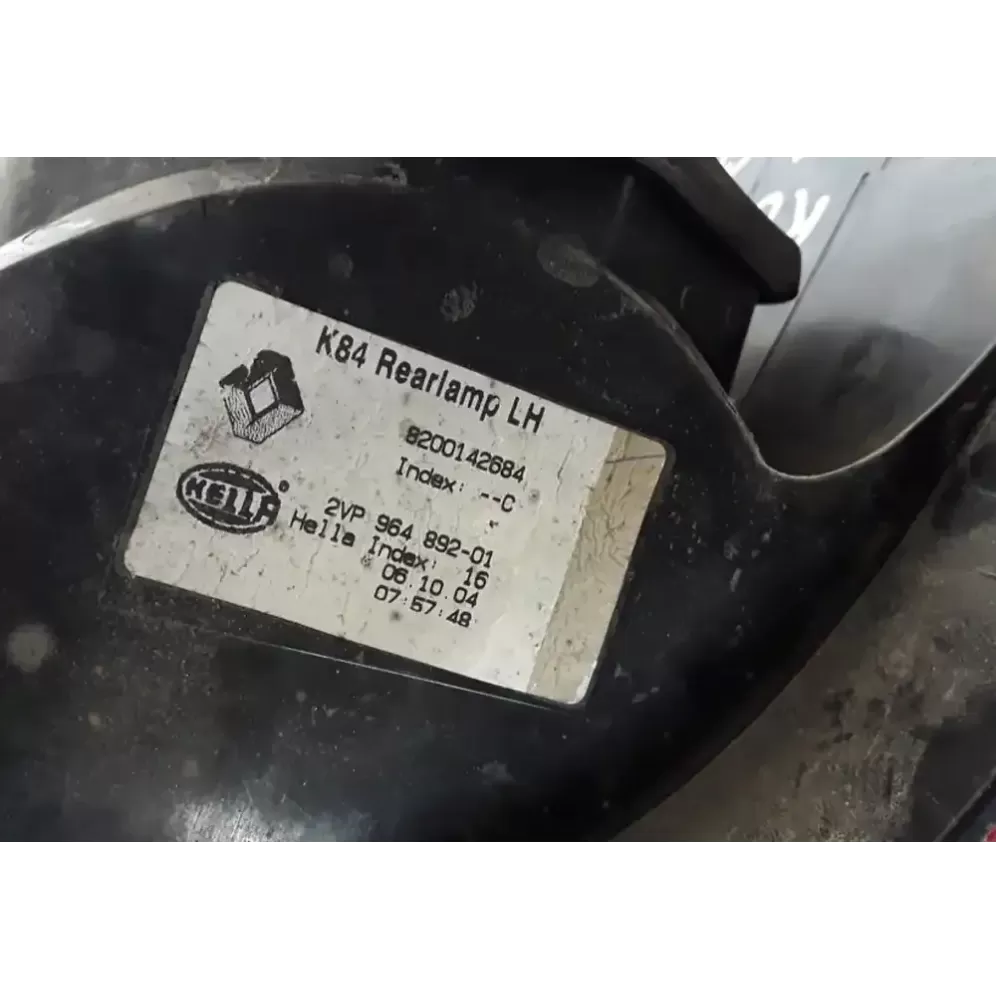 K84 Rearlamp LH
8200142684
Index: --C
HELLA
2VP 964 892-01
Hella Index: 16
06.10.04
07:57:48